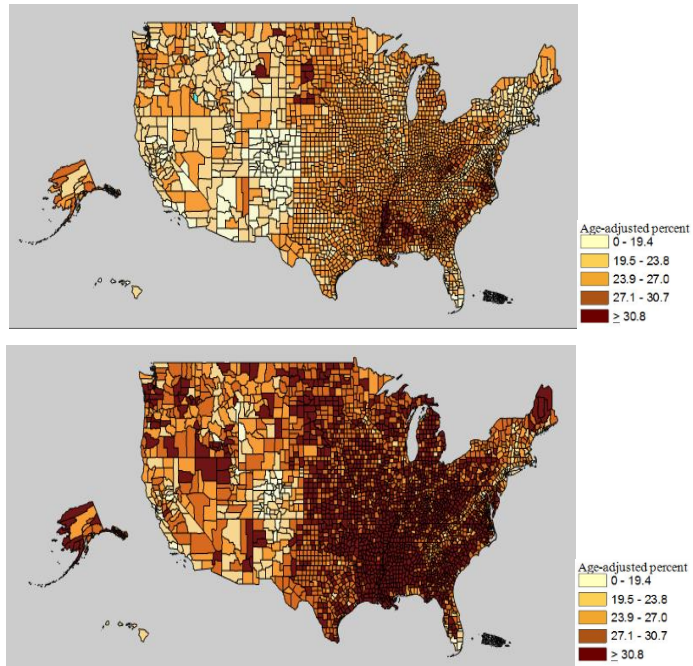 Age-adjusted percent
0 - 19.4
19.5 - 23.8
23.9 - 27.0
27.1 - 30.7
≥ 30.8
Age-adjusted percent
0 - 19.4
19.5 - 23.8
23.9 - 27.0
27.1 - 30.7
≥ 30.8